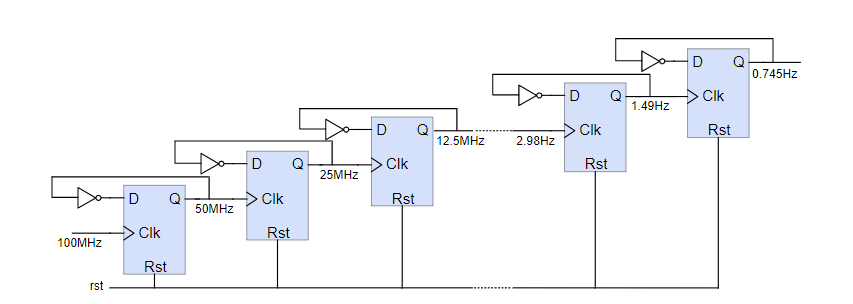 D Q 0.745Hz
Clk
Rst
D Q 1.49Hz
Clk
Rst
D Q 12.5MHz 2.98Hz
Clk
Rst
D Q 25MHz
Clk
Rst
D Q 50MHz
100MHz Clk
Rst
rst